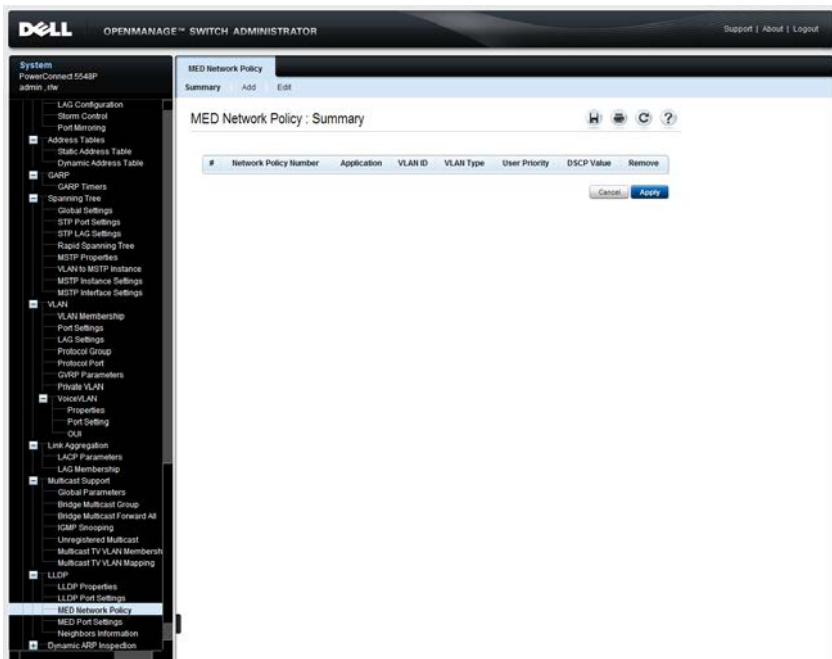 DELL OPENMANAGE™ SWITCH ADMINISTRATOR Support | About | Logout
System
PowerConnect 5548P
admin , r/w
LAG Configuration
Storm Control
Port Mirroring
Address Tables
Static Address Table
Dynamic Address Table
GARP
GARP Timers
Spanning Tree
Global Settings
STP Port Settings
STP LAG Settings
Rapid Spanning Tree
MSTP Properties
VLAN to MSTP Instance
MSTP Instance Settings
MSTP Interface Settings
VLAN
VLAN Membership
Port Settings
LAG Settings
Protocol Group
Protocol Port
GVRP Parameters
Private VLAN
VoiceVLAN
Properties
Port Setting
OUI
Link Aggregation
LACP Parameters
LAG Membership
Multicast Support
Global Parameters
Bridge Multicast Group
Bridge Multicast Forward All
IGMP Snooping
Unregistered Multicast
Multicast TV VLAN Membersh
Multicast TV VLAN Mapping
LLDP
LLDP Properties
LLDP Port Settings
MED Network Policy
MED Port Settings
Neighbors Information
Dynamic ARP Inspection
MED Network Policy
Summary Add Edit
MED Network Policy : Summary
# Network Policy Number Application VLAN ID VLAN Type User Priority DSCP Value Remove
Cancel Apply